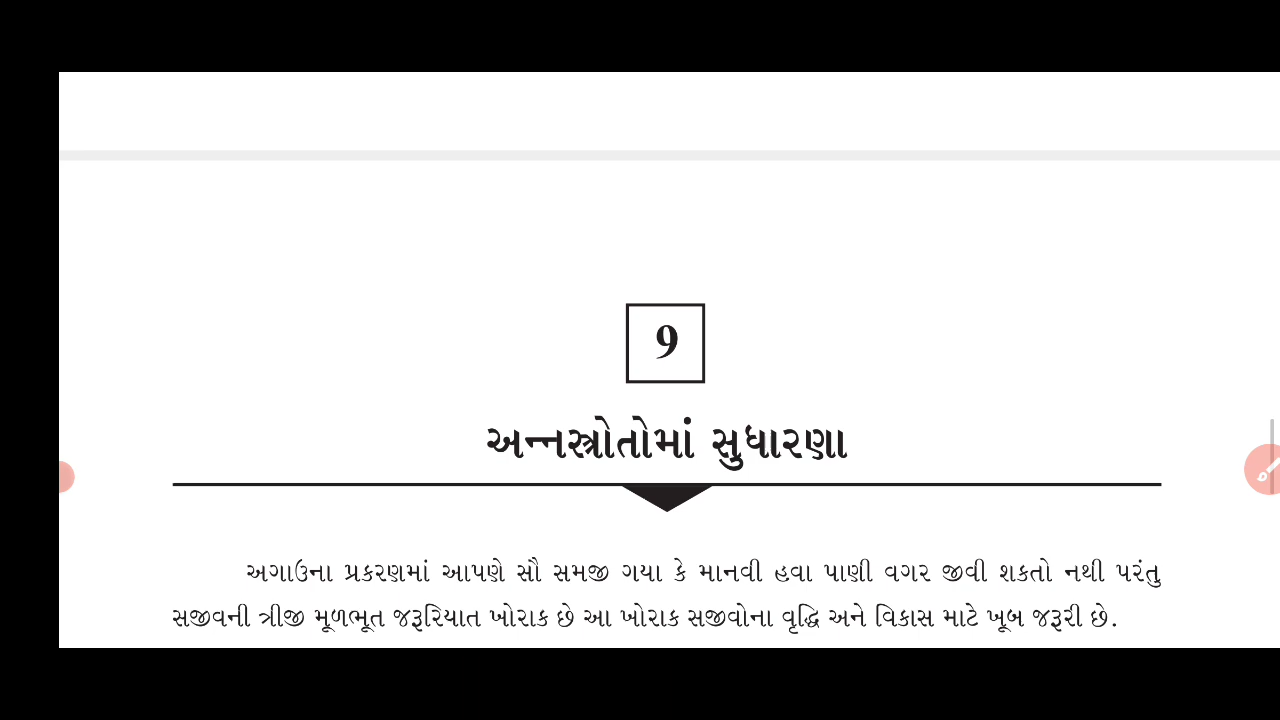 9
અન્નસ્ત્રોતોમાં સુધારણા
અગાઉના પ્રકરણમાં આપણે સૌ સમજી ગયા કે માનવી હવા પાણી વગર જીવી શકતો નથી પરંતુ
સજીવની ત્રીજી મૂળભૂત જરૂરિયાત ખોરાક છે આ ખોરાક સજીવોના વૃદ્ધિ અને વિકાસ માટે ખૂબ જરૂરી છે.